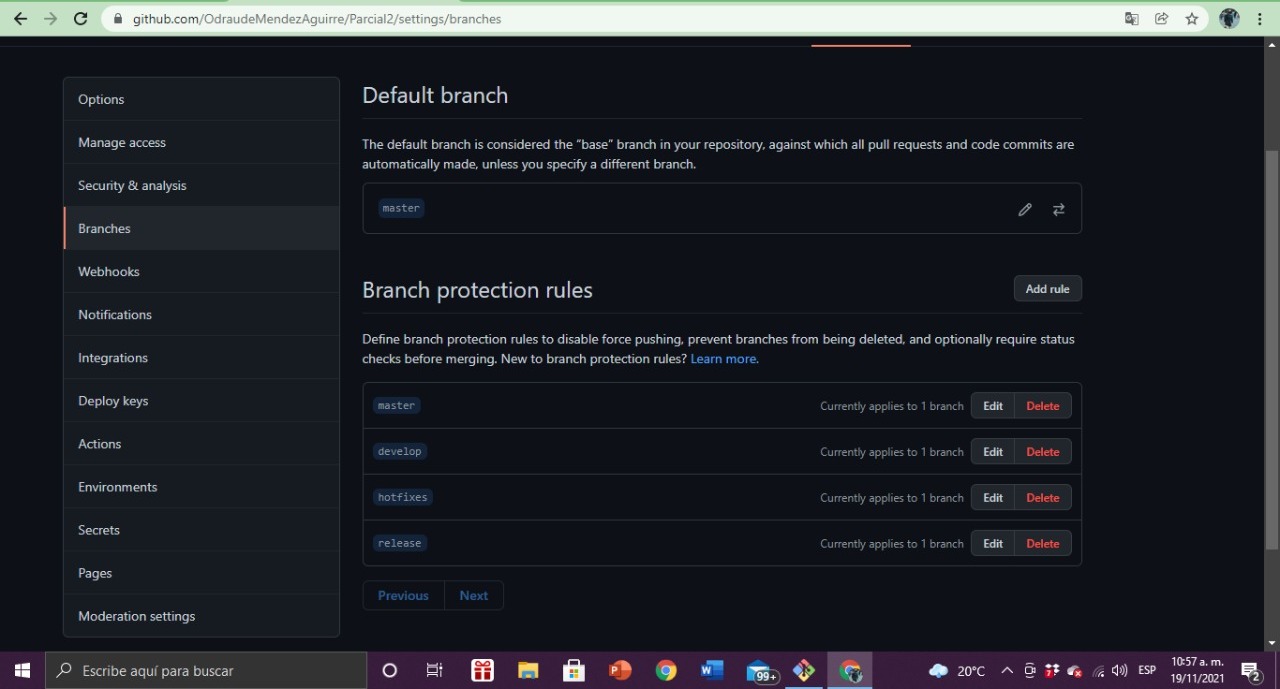 github.com/OdraudeMendezAguirre/Parcial2/settings/branches
Options
Manage access
Security & analysis
Branches
Webhooks
Notifications
Integrations
Deploy keys
Actions
Environments
Secrets
Pages
Moderation settings
Default branch
The default branch is considered the “base” branch in your repository, against which all pull requests and code commits are
automatically made, unless you specify a different branch.
master
Branch protection rules
Add rule
Define branch protection rules to disable force pushing, prevent branches from being deleted, and optionally require status
checks before merging. New to branch protection rules? Learn more.
master Currently applies to 1 branch Edit Delete
develop Currently applies to 1 branch Edit Delete
hotfixes Currently applies to 1 branch Edit Delete
release Currently applies to 1 branch Edit Delete
Previous Next
Escribe aquí para buscar
99+
20°C
ESP
10:57 a. m.
19/11/2021
2